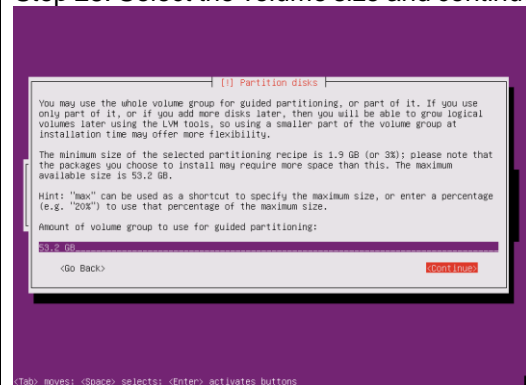 Step 28: Select the volume size and continu
[!] Partition disks
You may use the whole volume group for guided partitioning, or part of it. If you use
only part of it, or if you add more disks later, then you will be able to grow logical
volumes later using the LVM tools, so using a smaller part of the volume group at
installation time may offer more flexibility.
The minimum size of the selected partitioning recipe is 1.9 GB (or 3%); please note that
the packages you choose to install may require more space than this. The maximum
available size is 53.2 GB.
Hint: "max" can be used as a shortcut to specify the maximum size, or enter a percentage
(e.g. "20%") to use that percentage of the maximum size.
Amount of volume group to use for guided partitioning:
53.2 GB
<Go Back> <Continue>
<Tab> moves; <Space> selects; <Enter> activates buttons